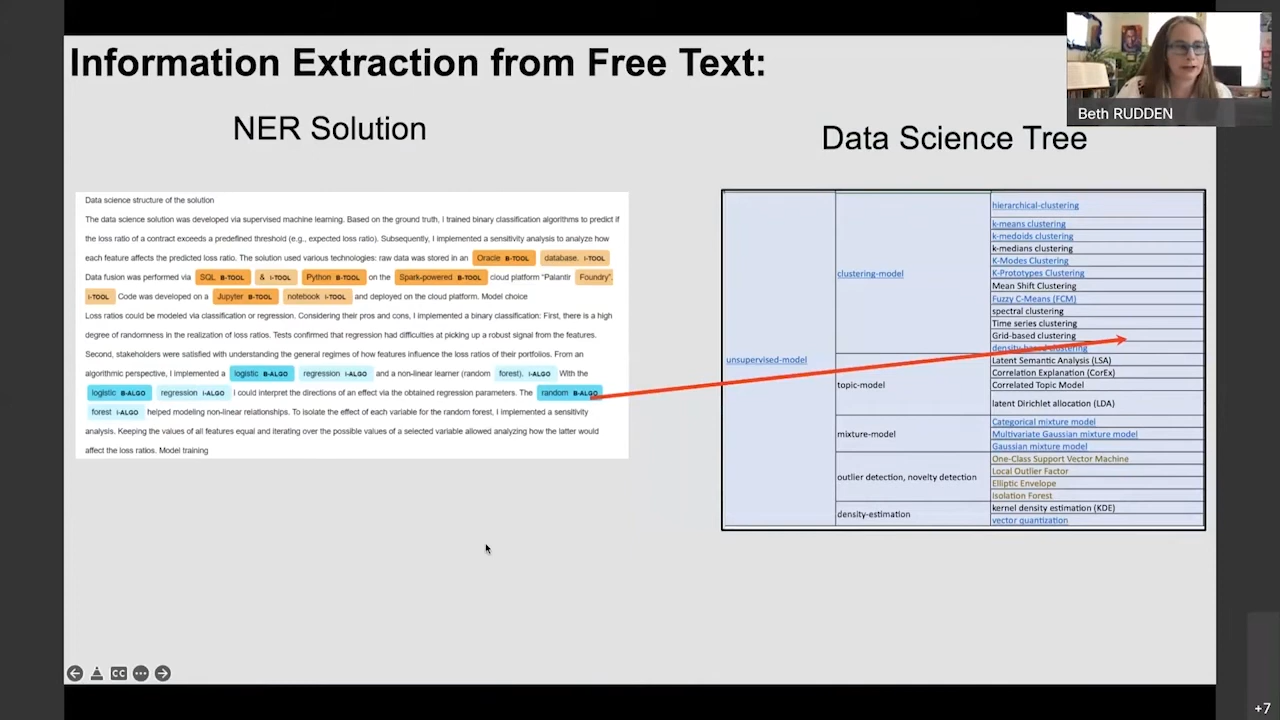 Information Extraction from Free Text:
Beth RUDDEN
NER Solution
Data Science Tree
Data science structure of the solution
The data science solution was developed via supervised machine learning. Based on the ground truth, I trained binary classification algorithms to predict if
the loss ratio of a contract exceeds a predefined threshold (e.g., expected loss ratio). Subsequently, I implemented a sensitivity analysis to analyze how
each feature affects the predicted loss ratio. The solution used various technologies: raw data was stored in an Oracle B-TOOL database. I-TOOL
Data fusion was performed via SQL B-TOOL & I-TOOL Python B-TOOL on the Spark-powered B-TOOL cloud platform "Palantir Foundry".
I-TOOL Code was developed on a Jupyter B-TOOL notebook I-TOOL and deployed on the cloud platform. Model choice
Loss ratios could be modeled via classification or regression. Considering their pros and cons, I implemented a binary classification: First, there is a high
degree of randomness in the realization of loss ratios. Tests confirmed that regression had difficulties at picking up a robust signal from the features.
Second, stakeholders were satisfied with understanding the general regimes of how features influence the loss ratios of their portfolios. From an
algorithmic perspective, I implemented a logistic B-ALGO regression I-ALGO and a non-linear learner (random forest). I-ALGO With the
logistic B-ALGO regression I-ALGO I could interpret the directions of an effect via the obtained regression parameters. The random B-ALGO
forest I-ALGO helped modeling non-linear relationships. To isolate the effect of each variable for the random forest, I implemented a sensitivity
analysis. Keeping the values of all features equal and iterating over the possible values of a selected variable allowed analyzing how the latter would
affect the loss ratios. Model training
unsupervised-model
clustering-model
hierarchical-clustering
k-means clustering
k-medoids clustering
k-medians clustering
K-Modes Clustering
K-Prototypes Clustering
Mean Shift Clustering
Fuzzy C-Means (FCM)
spectral clustering
Time series clustering
Grid-based clustering
density-based clustering
topic-model
Latent Semantic Analysis (LSA)
Correlation Explanation (CorEx)
Correlated Topic Model
latent Dirichlet allocation (LDA)
mixture-model
Categorical mixture model
Multivariate Gaussian mixture model
Gaussian mixture model
outlier detection, novelty detection
One-Class Support Vector Machine
Local Outlier Factor
Elliptic Envelope
Isolation Forest
density-estimation
kernel density estimation (KDE)
vector quantization
CC
+7